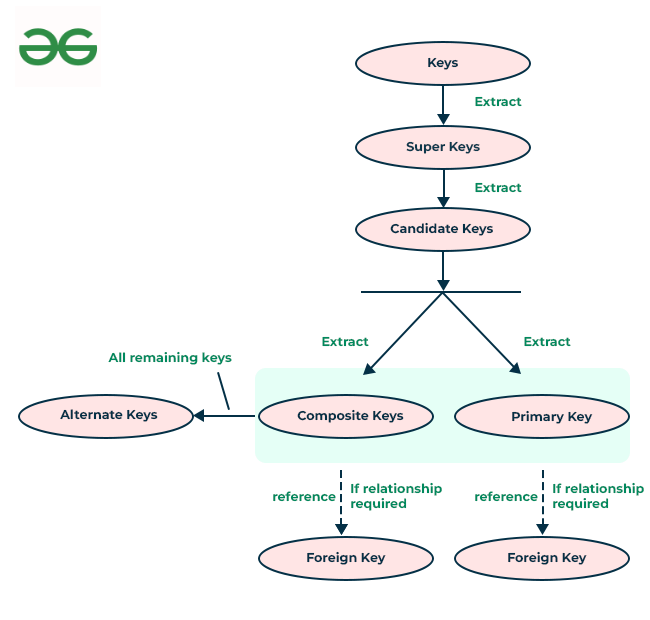 Keys
Extract
Super Keys
Extract
Candidate Keys
Extract
Extract
All remaining keys
Alternate Keys
Composite Keys
Primary Key
reference
If relationship
required
reference
If relationship
required
Foreign Key
Foreign Key